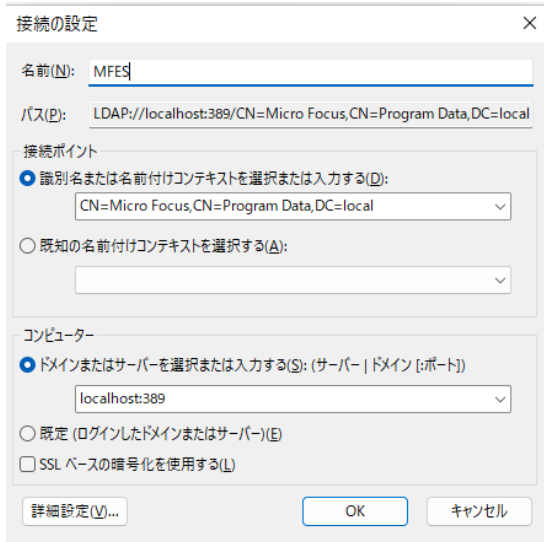 接続の設定
名前(N): MFES
パス(P): LDAP://localhost:389/CN=Micro Focus,CN=Program Data,DC=local
接続ポイント
識別名または名前付けコンテキストを選択または入力する(D):
CN=Micro Focus,CN=Program Data,DC=local
既知の名前付けコンテキストを選択する(A):
コンピューター
ドメインまたはサーバーを選択または入力する(S): (サーバー | ドメイン [:ポート])
localhost:389
既定 (ログインしたドメインまたはサーバー)(E)
SSL ベースの暗号化を使用する(L)
詳細設定(V)... OK キャンセル